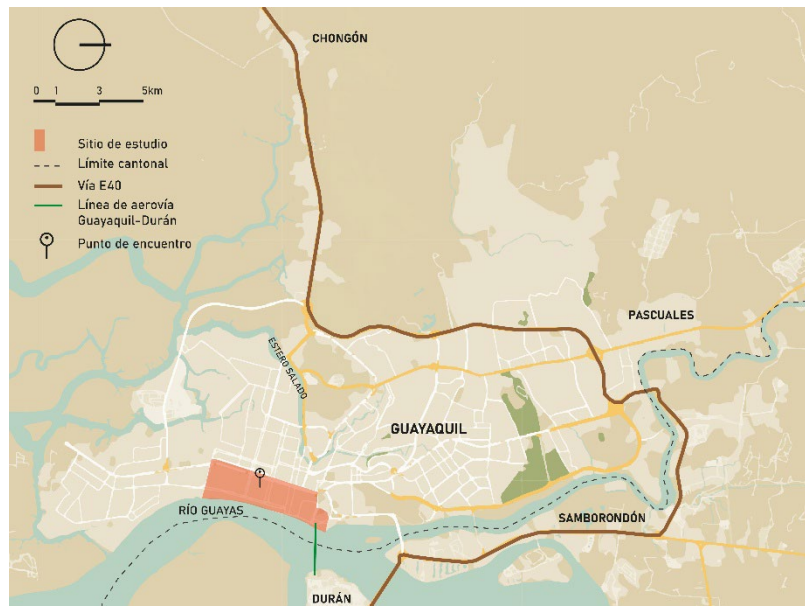 CHONGÓN
0 1 3 5km
Sitio de estudio
Límite cantonal
Vía E40
Línea de aerovía
Guayaquil-Durán
Punto de encuentro
PASCUALES
ESTERO SALADO
GUAYAQUIL
RÍO GUAYAS
SAMBORONDÓN
DURÁN